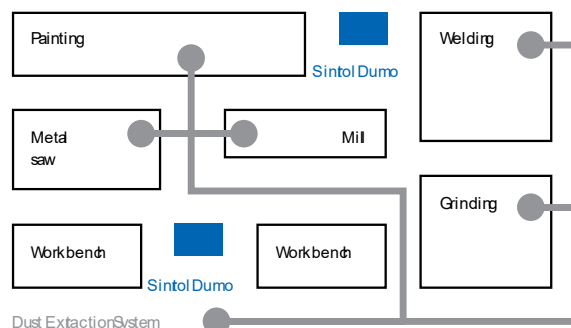 Painting
Sintol Dumo
Welding
Metal
saw
Mill
Grinding
Workbench
Workbench
Sintol Dumo
Dust Extraction System